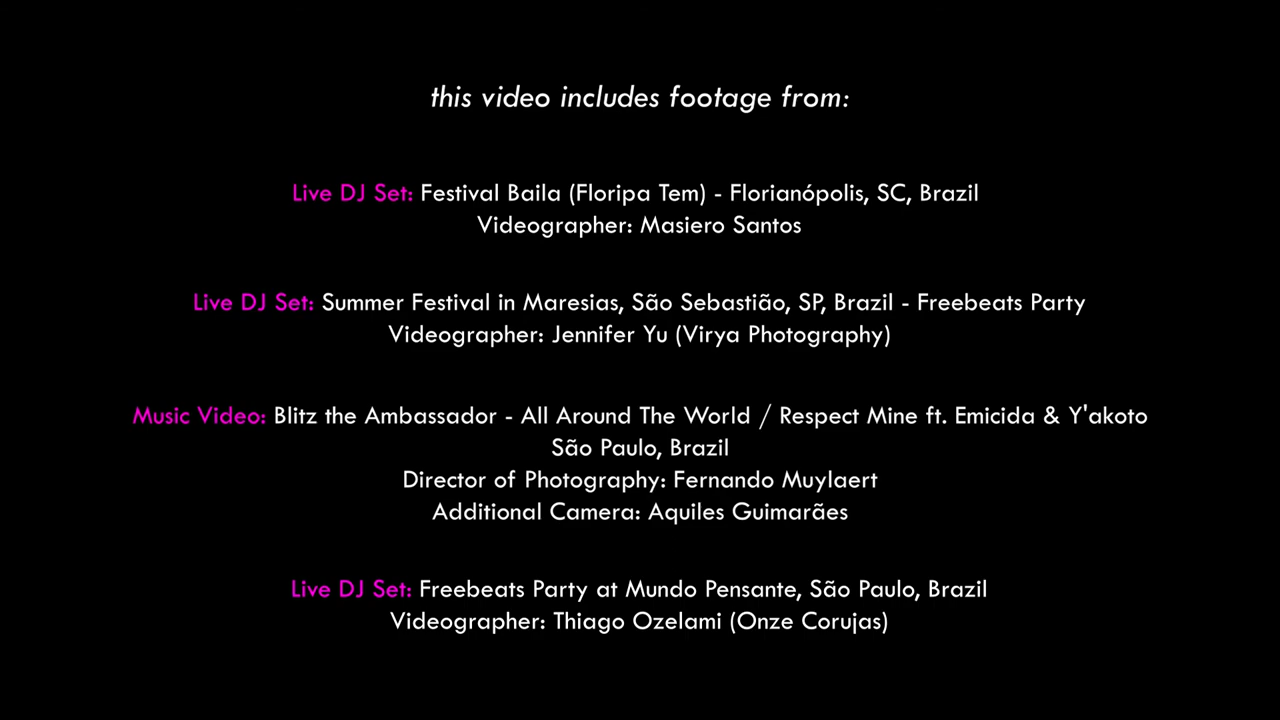 this video includes footage from:
Live DJ Set: Festival Baila (Floripa Tem) - Florianópolis, SC, Brazil
Videographer: Masiero Santos
Live DJ Set: Summer Festival in Maresias, São Sebastião, SP, Brazil - Freebeats Party
Videographer: Jennifer Yu (Virya Photography)
Music Video: Blitz the Ambassador - All Around The World / Respect Mine ft. Emicida & Y'akoto
São Paulo, Brazil
Director of Photography: Fernando Muylaert
Additional Camera: Aquiles Guimarães
Live DJ Set: Freebeats Party at Mundo Pensante, São Paulo, Brazil
Videographer: Thiago Ozelami (Onze Corujas)